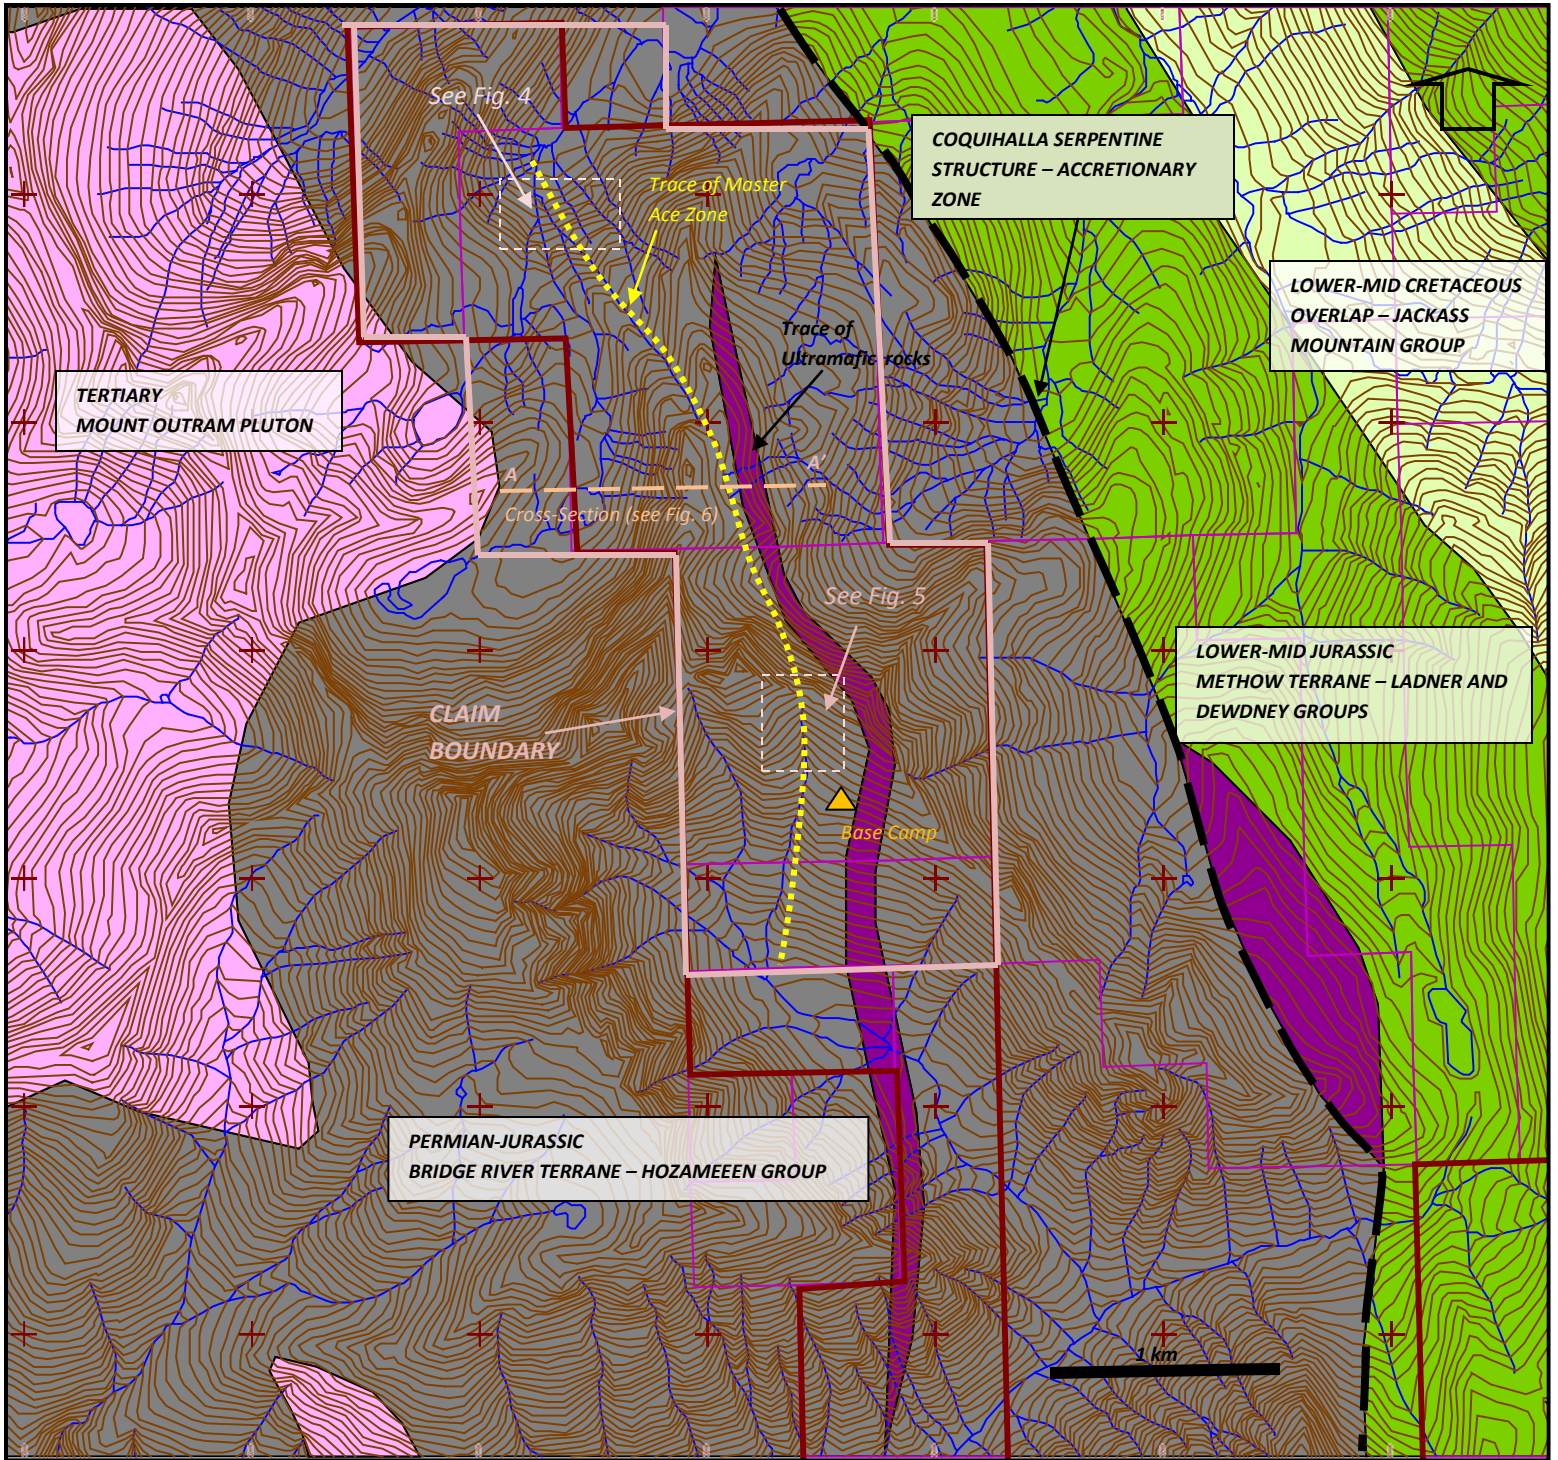 See Fig. 4
COQUIHALLA SERPENTINE
STRUCTURE – ACCRETIONARY
ZONE
Trace of Master
Ace Zone
LOWER-MID CRETACEOUS
OVERLAP – JACKASS
MOUNTAIN GROUP
Trace of
Ultramafic rocks
TERTIARY
MOUNT OUTRAM PLUTON
A
A'
Cross-Section (see Fig. 6)
See Fig. 5
LOWER-MID JURASSIC
METHOW TERRANE – LADNER AND
DEWDNEY GROUPS
CLAIM
BOUNDARY
Base Camp
PERMIAN-JURASSIC
BRIDGE RIVER TERRANE – HOZAMEEEN GROUP
1 km